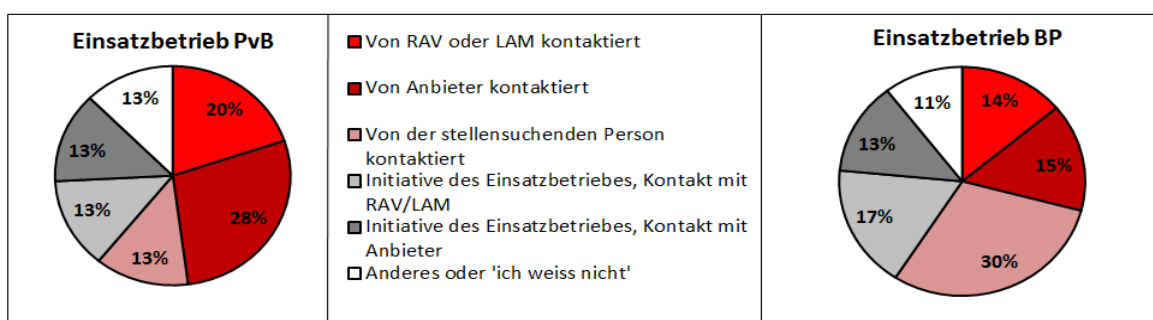 Einsatzbetrieb PvB
20%
28%
13%
13%
13%
13%
Von RAV oder LAM kontaktiert
Von Anbieter kontaktiert
Von der stellensuchenden Person
kontaktiert
Initiative des Einsatzbetriebes, Kontakt mit
RAV/LAM
Initiative des Einsatzbetriebes, Kontakt mit
Anbieter
Anderes oder 'ich weiss nicht'
Einsatzbetrieb BP
14%
15%
30%
17%
13%
11%